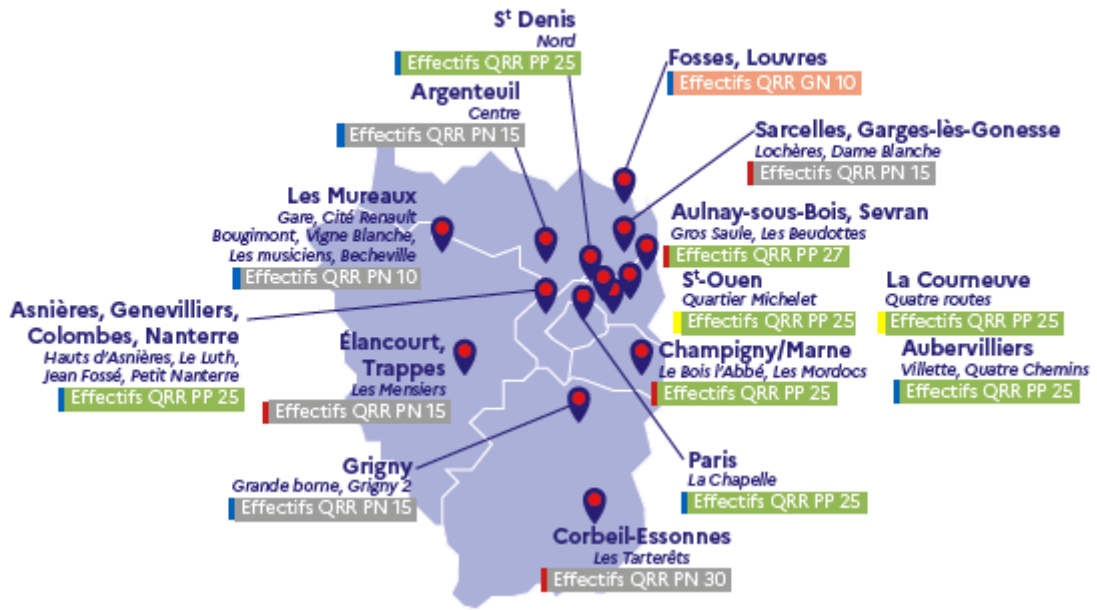 St Denis
Nord
Effectifs QRR PP 25
Fosses, Louvres
Effectifs QRR GN 10
Argenteuil
Centre
Effectifs QRR PN 15
Sarcelles, Garges-lès-Gonesse
Lochères, Dame Blanche
Effectifs QRR PN 15
Les Mureaux
Gare, Cité Renault
Bougimont, Vigne Blanche,
Les musiciens, Becheville
Effectifs QRR PN 10
Aulnay-sous-Bois, Sevran
Gros Saule, Les Beudottes
Effectifs QRR PP 27
St-Ouen
Quartier Michelet
Effectifs QRR PP 25
La Courneuve
Quatre routes
Effectifs QRR PP 25
Asnières, Genevilliers,
Colombes, Nanterre
Hauts d'Asnières, Le Luth,
Jean Fossé, Petit Nanterre
Effectifs QRR PP 25
Élancourt,
Trappes
Les Mensiers
Effectifs QRR PN 15
Champigny/Marne
Le Bois l'Abbé, Les Mordocs
Effectifs QRR PP 25
Aubervilliers
Villette, Quatre Chemins
Effectifs QRR PP 25
Grigny
Grande borne, Grigny 2
Effectifs QRR PN 15
Paris
La Chapelle
Effectifs QRR PP 25
Corbeil-Essonnes
Les Tarterêts
Effectifs QRR PN 30